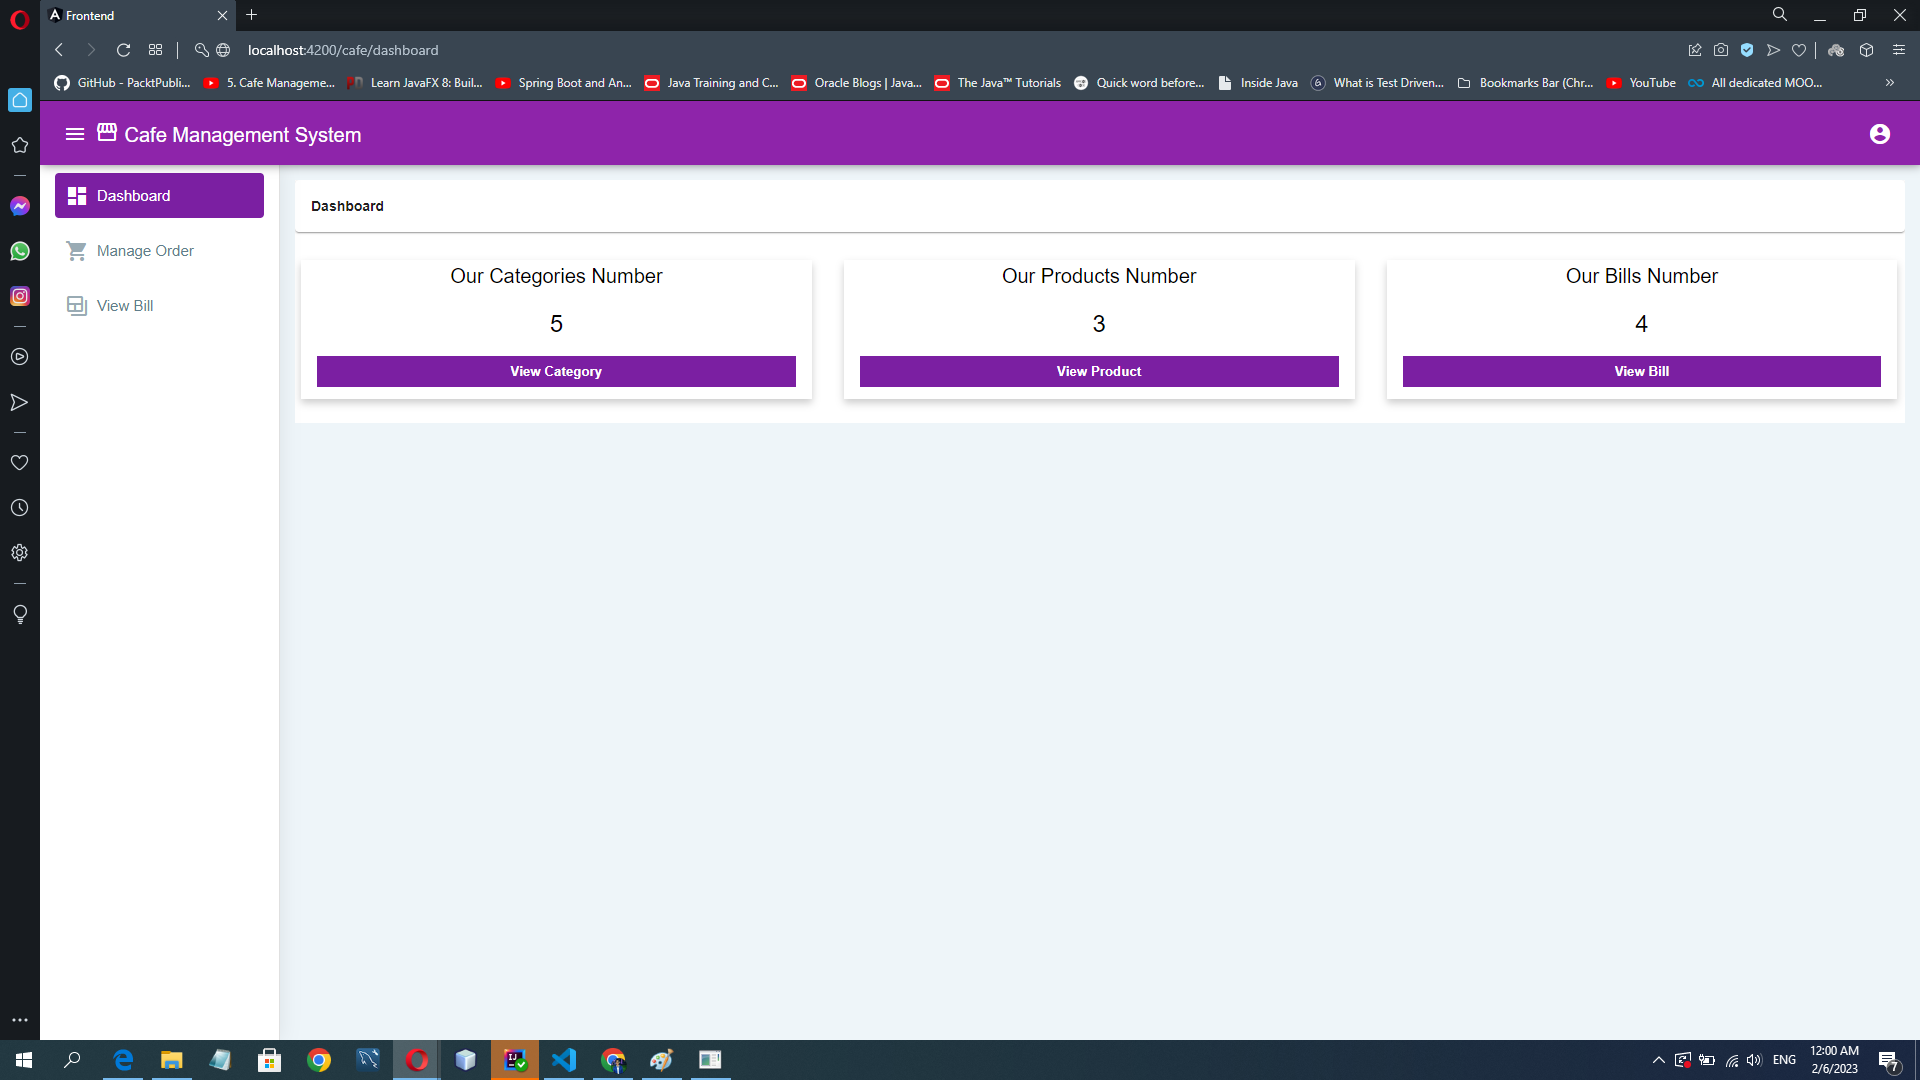 Frontend
localhost:4200/cafe/dashboard
GitHub - PacktPubli... 5. Cafe Manageme... Learn JavaFX 8: Buil... Spring Boot and An... Java Training and C... Oracle Blogs | Java... The Java™ Tutorials Quick word before... Inside Java What is Test Driven... Bookmarks Bar (Chr... YouTube All dedicated MOO... »
Cafe Management System
Dashboard
Manage Order
View Bill
Dashboard
Our Categories Number
5
View Category
Our Products Number
3
View Product
Our Bills Number
4
View Bill
ENG
12:00 AM
2/6/2023
7